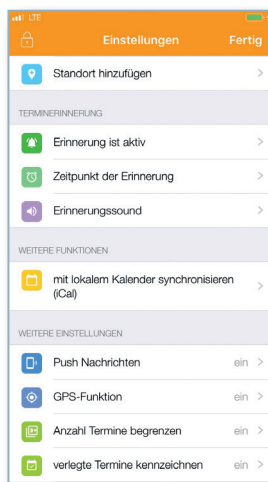 LTE
Einstellungen
Fertig
Standort hinzufügen
TERMINERINNERUNG
Erinnerung ist aktiv
Zeitpunkt der Erinnerung
Erinnerungssound
WEITERE FUNKTIONEN
mit lokalem Kalender synchronisieren
(iCal)
WEITERE EINSTELLUNGEN
Push Nachrichten ein
GPS-Funktion ein
9+
Anzahl Termine begrenzen ein
verlegte Termine kennzeichnen ein